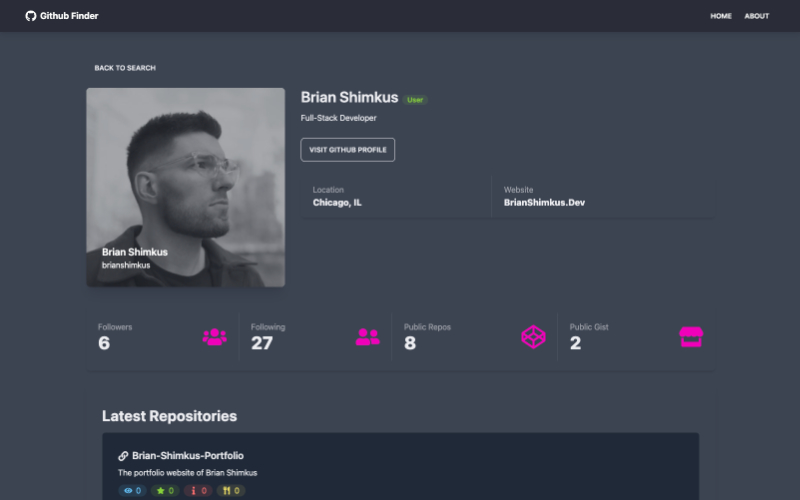 Github Finder
HOME ABOUT
BACK TO SEARCH
Brian Shimkus User
Full-Stack Developer
VISIT GITHUB PROFILE
Location
Chicago, IL
Website
BrianShimkus.Dev
Brian Shimkus
brianshimkus
Followers
6
Following
27
Public Repos
8
Public Gist
2
Latest Repositories
Brian-Shimkus-Portfolio
The portfolio website of Brian Shimkus
0 0 0 0